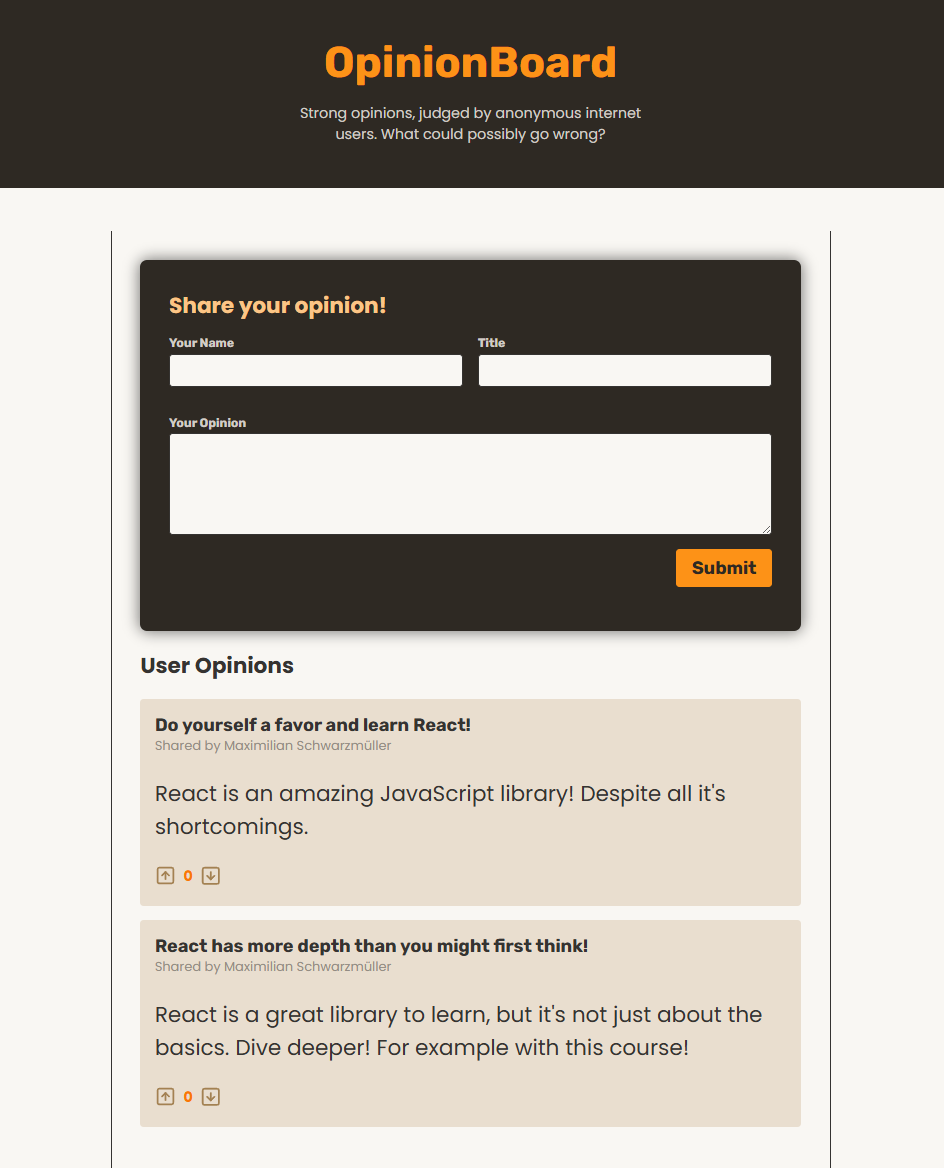 OpinionBoard
Strong opinions, judged by anonymous internet
users. What could possibly go wrong?
Share your opinion!
Your Name
Title
Your Opinion
Submit
User Opinions
Do yourself a favor and learn React!
Shared by Maximilian Schwarzmüller
React is an amazing JavaScript library! Despite all it's
shortcomings.
0
React has more depth than you might first think!
Shared by Maximilian Schwarzmüller
React is a great library to learn, but it's not just about the
basics. Dive deeper! For example with this course!
0